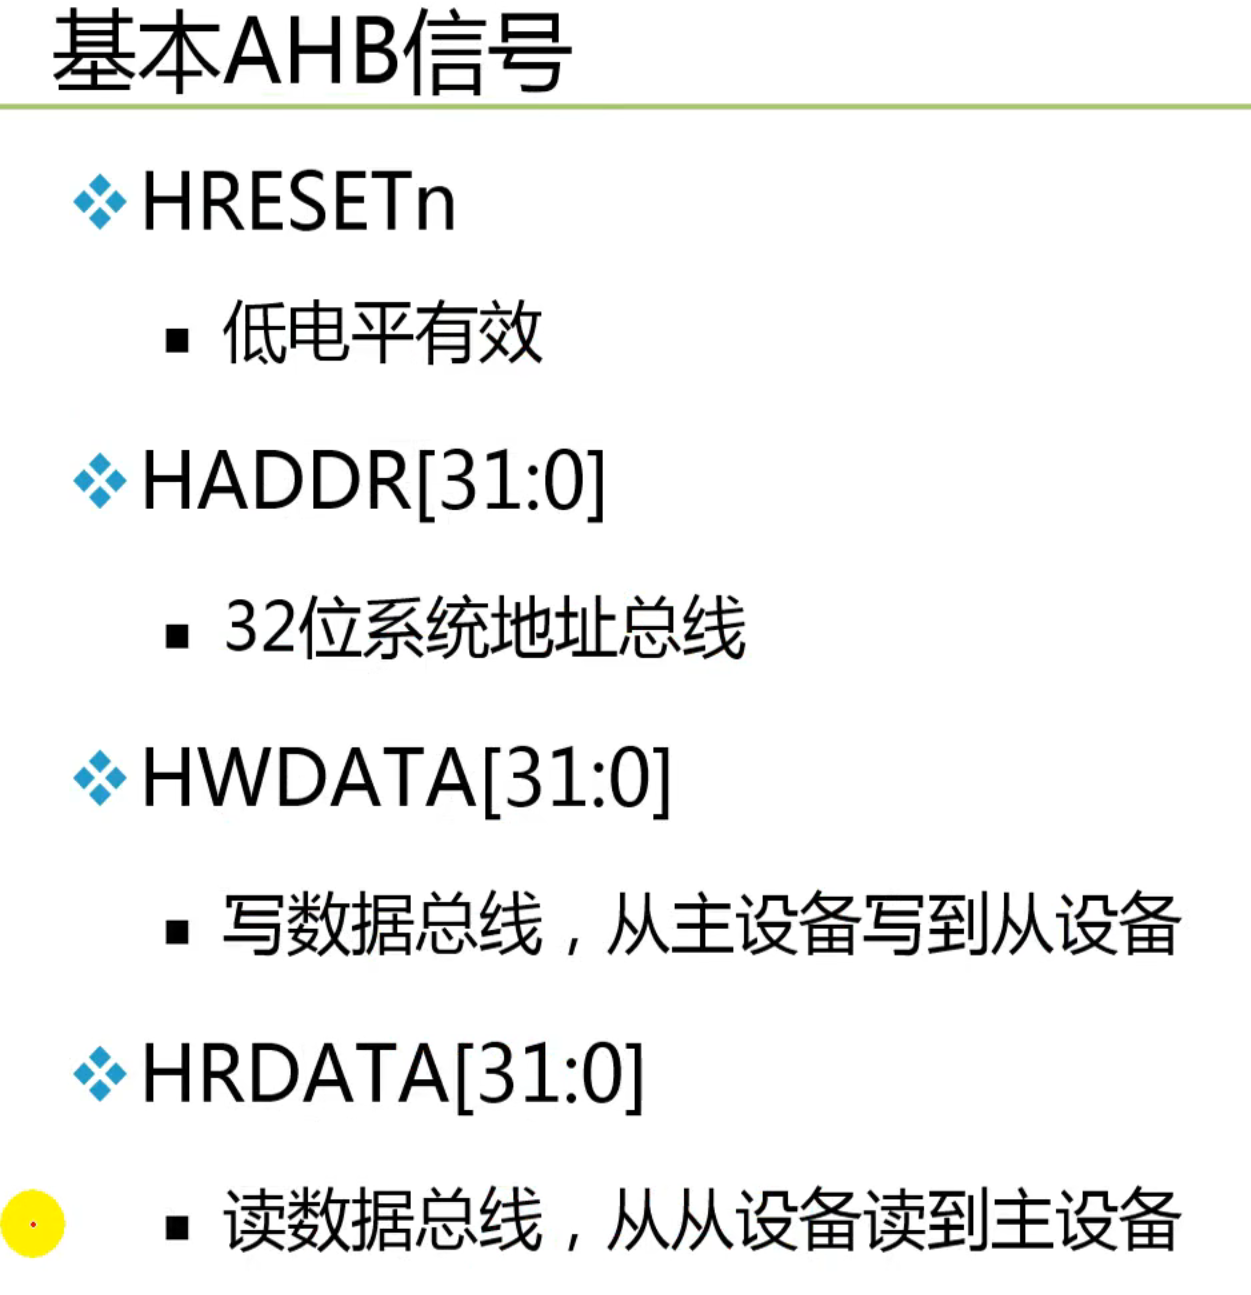 基本AHB信号
HRESETn
低电平有效
HADDR[31:0]
32位系统地址总线
HWDATA[31:0]
写数据总线，从主设备写到从设备
HRDATA[31:0]
读数据总线，从从设备读到主设备